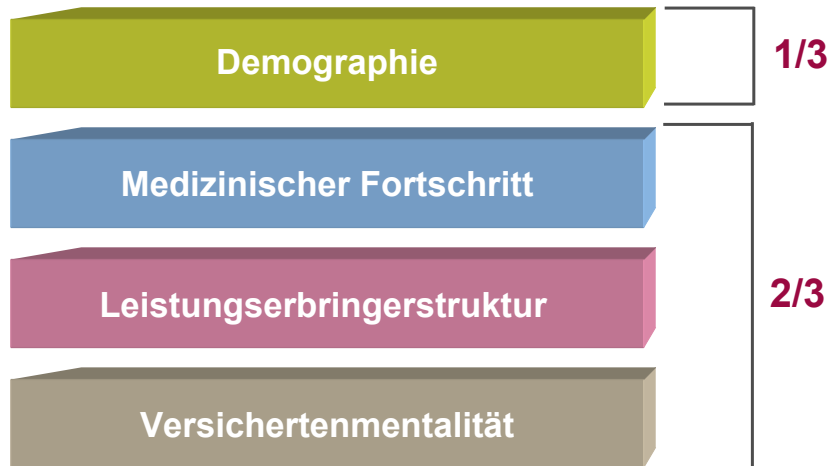 Demographie
1/3
Medizinischer Fortschritt
Leistungserbringerstruktur
2/3
Versichertenmentalität